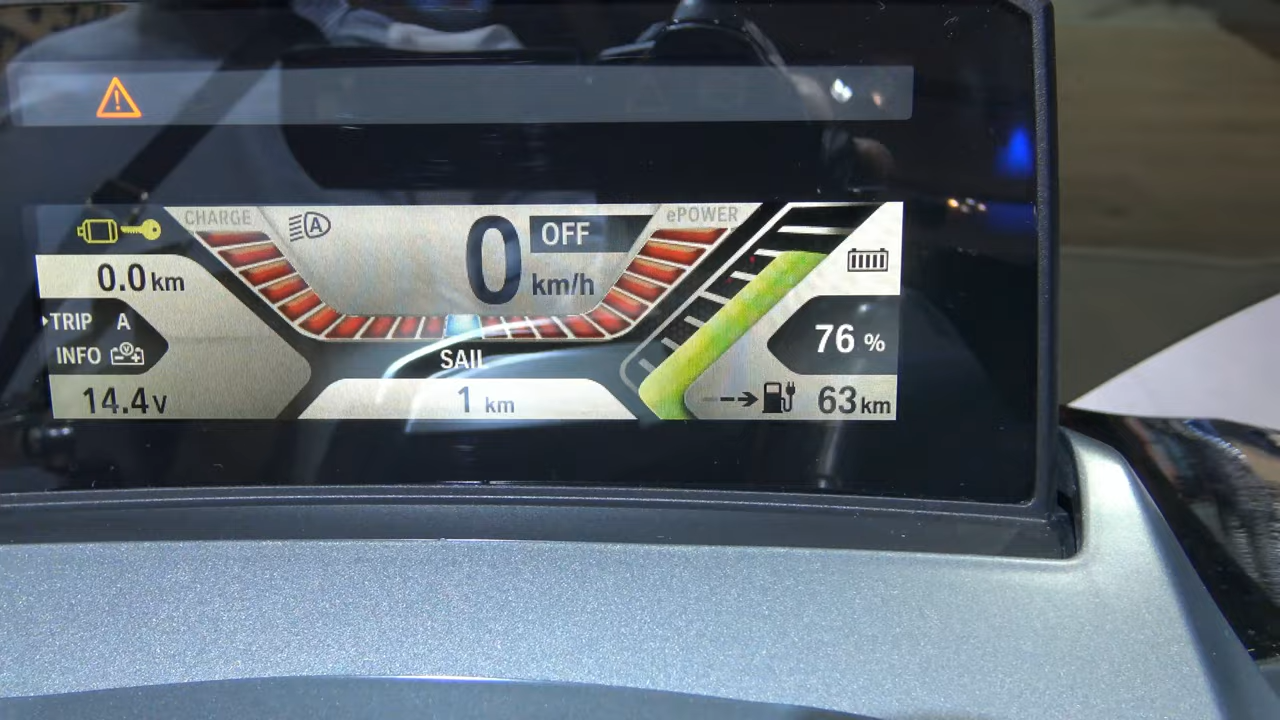 CHARGE
A
ePOWER
0 OFF
km/h
0.0 km
TRIP A
INFO V
SAIL
76 %
14.4 V
1 km
63 km